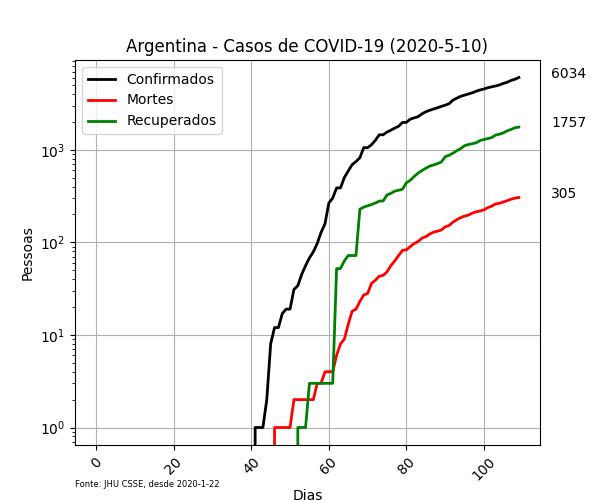 Argentina - Casos de COVID-19 (2020-5-10)
Confirmados
Mortes
Recuperados
6034
1757
305
10³
10²
10¹
10⁰
Pessoas
0
20
40
60
80
100
Fonte: JHU CSSE, desde 2020-1-22
Dias